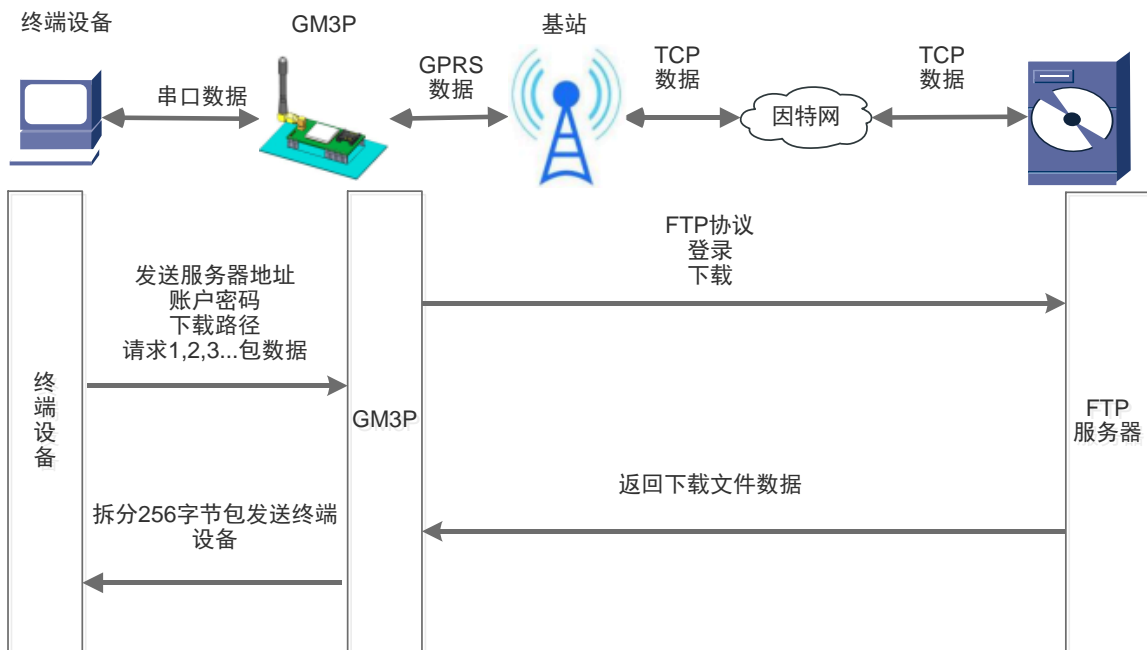 终端设备
GM3P
基站
串口数据
GPRS
数据
TCP
数据
因特网
TCP
数据
FTP协议
登录
下载
发送服务器地址
账户密码
下载路径
请求1,2,3...包数据
终
端
设
备
GM3P
FTP
服务器
返回下载文件数据
拆分256字节包发送终端
设备